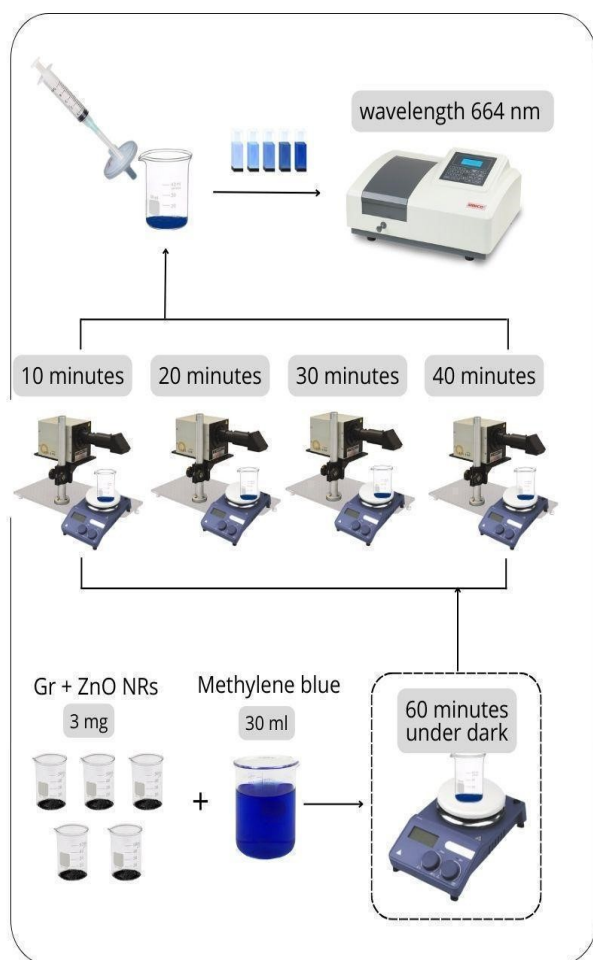 wavelength 664 nm
10 minutes
20 minutes
30 minutes
40 minutes
Gr + ZnO NRs
3 mg
+
Methylene blue
30 ml
60 minutes
under dark